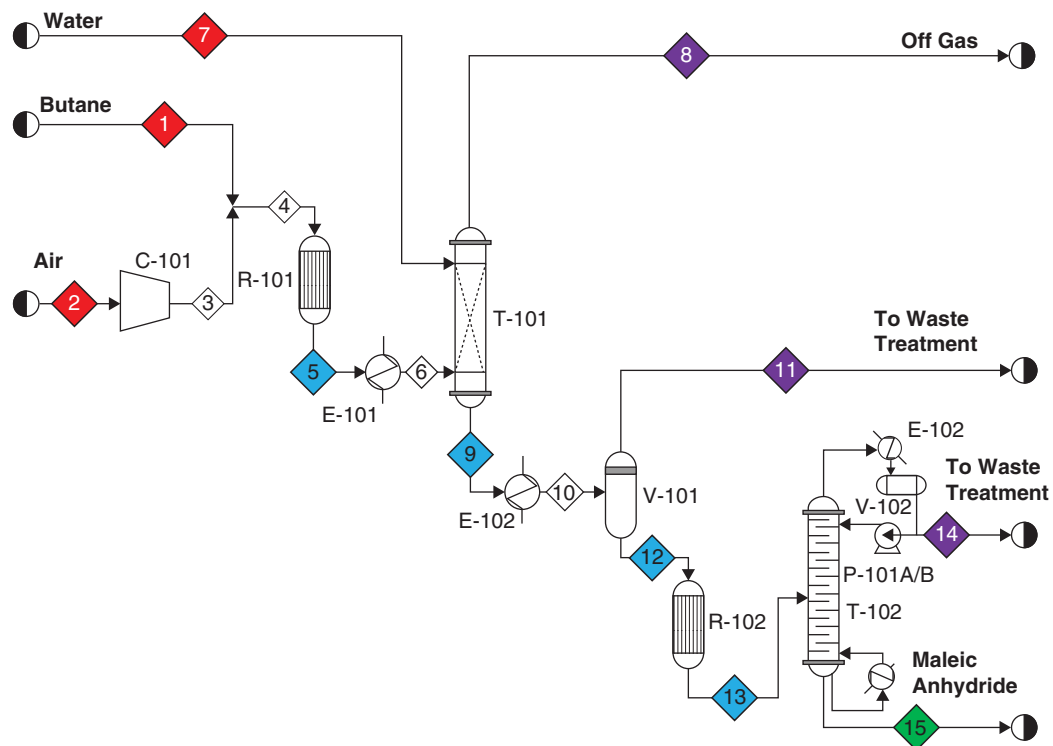 Water
7
8
Off Gas
Butane
1
4
Air
C-101
R-101
2
3
T-101
To Waste
Treatment
5
6
11
E-101
E-102
9
To Waste
Treatment
10
V-101
V-102
E-102
14
12
P-101A/B
T-102
R-102
Maleic
Anhydride
13
15